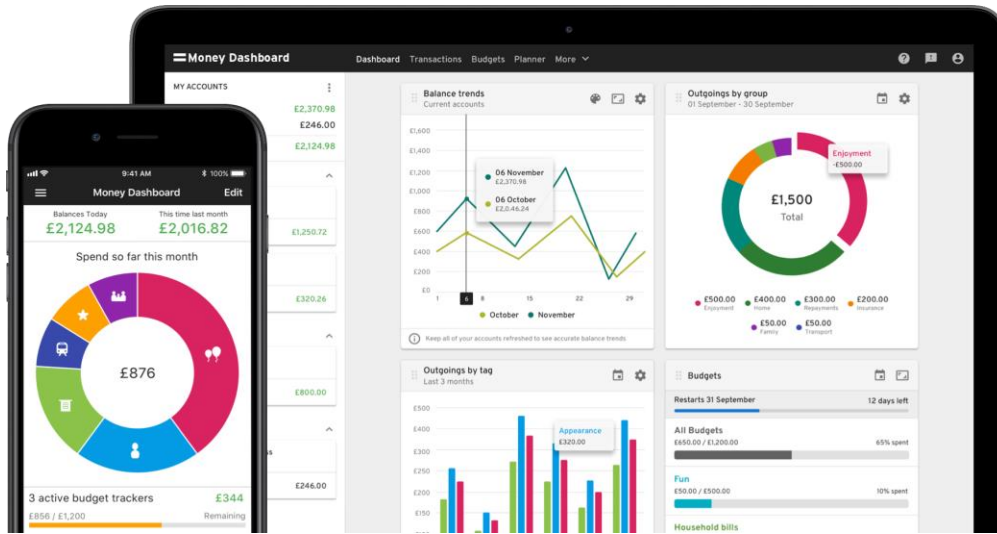 Money Dashboard
Dashboard Transactions Budgets Planner More
MY ACCOUNTS
£2,370.98
£246.00
£2,124.98
£1,250.72
£320.26
£800.00
£246.00
Balance trends
Current accounts
£1,600
£1,400
£1,200
£1,000
£800
£600
£400
£200
£0
06 November
£2,370.98
06 October
£2,0.46.24
1 6 8 15 22 29
October November
Keep all of your accounts refreshed to see accurate balance trends
Outgoings by group
01 September - 30 September
Enjoyment
-£500.00
£1,500
Total
£500.00 £400.00 £300.00 £200.00
Enjoyment Home Repayments Insurance
£50.00 £50.00
Family Transport
Outgoings by tag
Last 3 months
£500
£400
£300
£250
£200
£150
Appearance
£320.00
Budgets
Restarts 31 September 12 days left
All Budgets
£650.00 / £1,200.00 65% spent
Fun
£50.00 / £500.00 10% spent
Household bills
9:41 AM 100%
Money Dashboard Edit
Balances Today This time last month
£2,124.98 £2,016.82
Spend so far this month
£876
3 active budget trackers £344
£856 / £1,200 Remaining